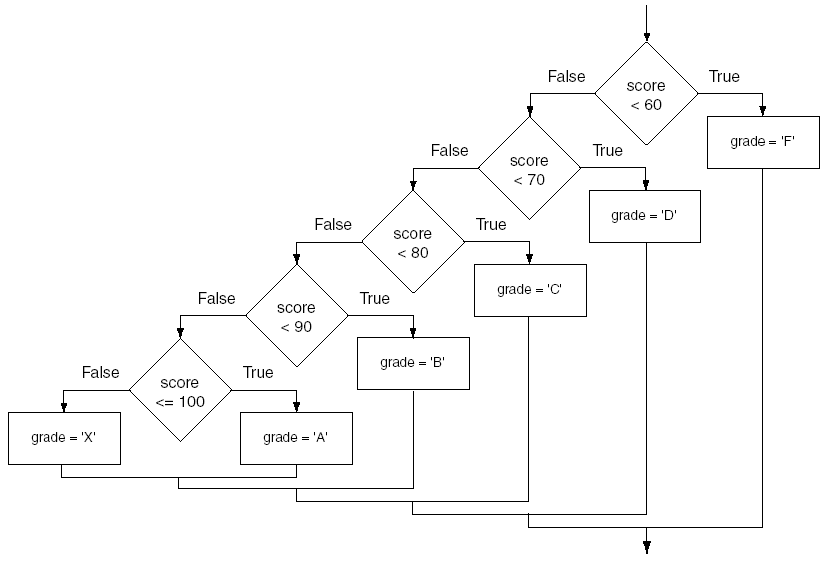 False
score
< 60
True
grade = 'F'
False
score
< 70
True
grade = 'D'
False
score
< 80
True
grade = 'C'
False
score
< 90
True
grade = 'B'
False
score
<= 100
True
grade = 'X'
grade = 'A'